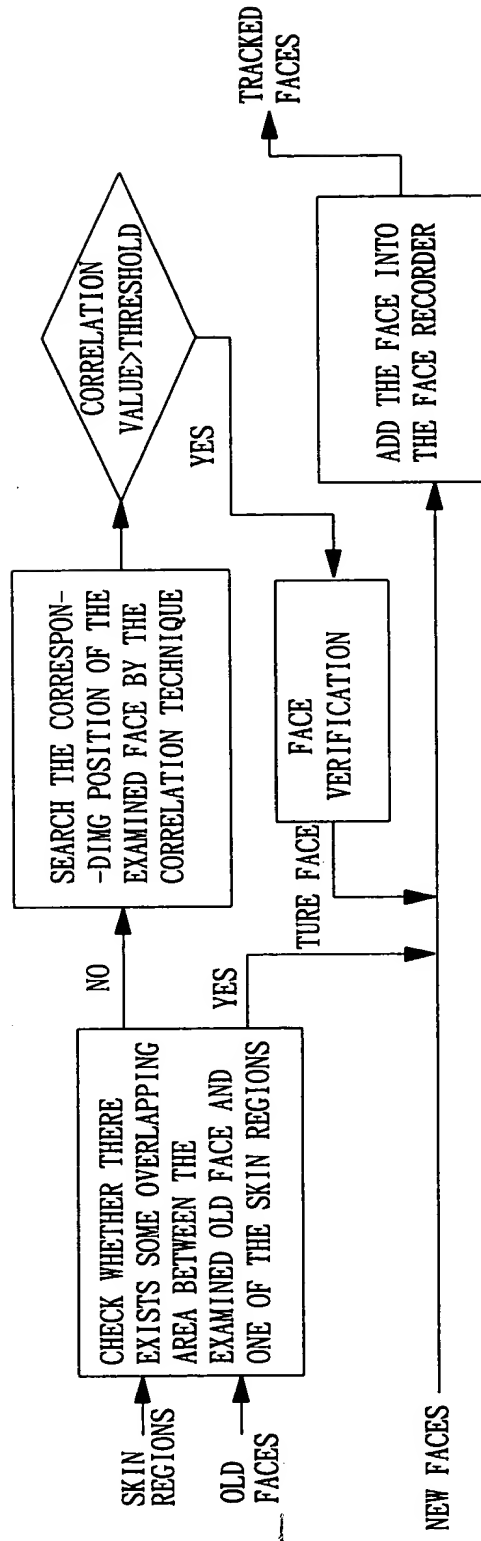 SKIN
REGIONS
OLD
FACES
CHECK WHETHER THERE
EXISTS SOME OVERLAPPING
AREA BETWEEN THE
EXAMINED OLD FACE AND
ONE OF THE SKIN REGIONS
NO
YES
SEARCH THE CORRESPON-
-DIMG POSITION OF THE
EXAMINED FACE BY THE
CORRELATION TECHNIQUE
CORRELATION
VALUE>THRESHOLD
YES
FACE
VERIFICATION
TURE FACE
NEW FACES
ADD THE FACE INTO
THE FACE RECORDER
TRACKED
FACES